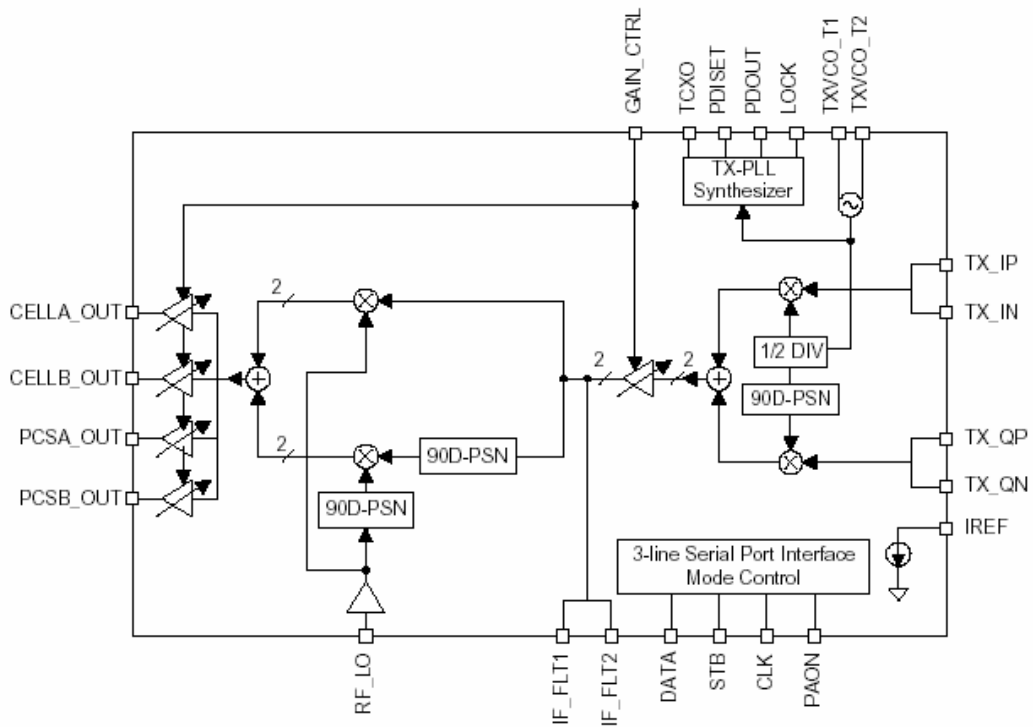 GAIN_CTRL
TCXO
PDISET
PDOUT
LOCK
TXVCO_T1
TXVCO_T2
TX-PLL
Synthesizer
TX_IP
TX_IN
CELLA_OUT
CELLB_OUT
PCSA_OUT
PCSB_OUT
2
2
2
2
1/2 DIV
90D-PSN
90D-PSN
90D-PSN
TX_QP
TX_QN
IREF
3-line Serial Port Interface
Mode Control
RF_LO
IF_FLT1
IF_FLT2
DATA
STB
CLK
PAON